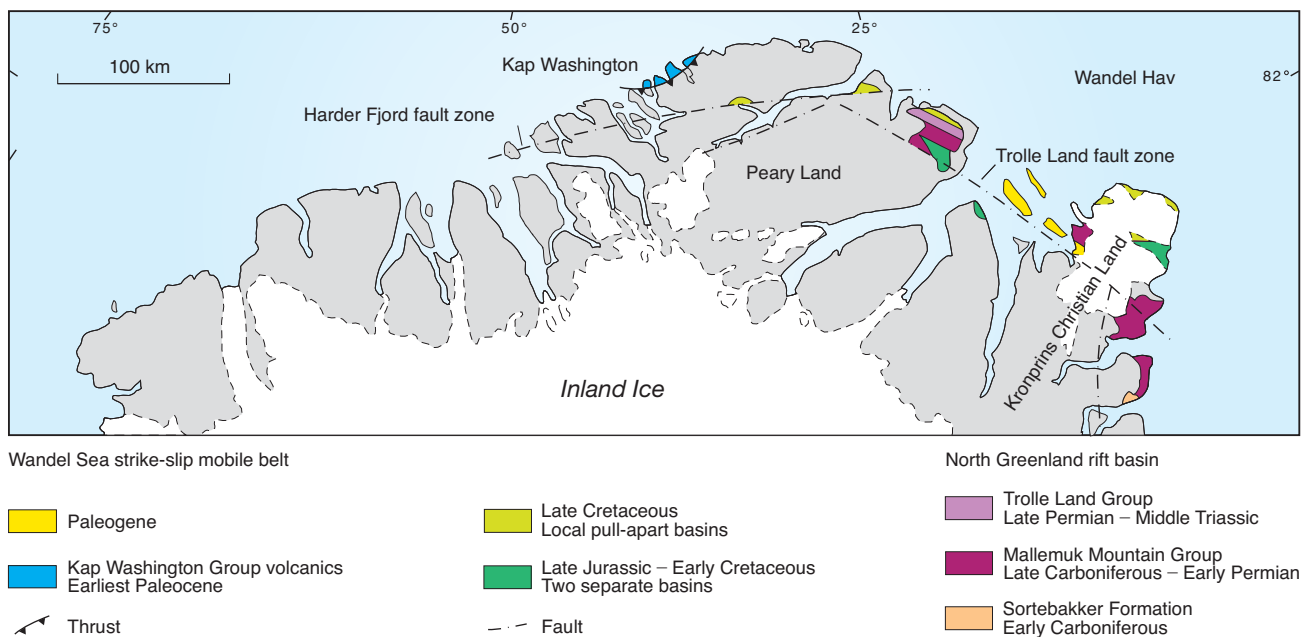 75°
50°
25°
100 km
Kap Washington
Wandel Hav
82°
Harder Fjord fault zone
Trolle Land fault zone
Peary Land
Kronprins Christian Land
Inland Ice
Wandel Sea strike-slip mobile belt
North Greenland rift basin
Paleogene
Kap Washington Group volcanics
Earliest Paleocene
Thrust
Late Cretaceous
Local pull-apart basins
Late Jurassic – Early Cretaceous
Two separate basins
Fault
Trolle Land Group
Late Permian – Middle Triassic
Mallemuk Mountain Group
Late Carboniferous – Early Permian
Sortebakker Formation
Early Carboniferous